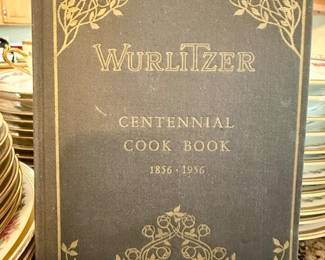 WURLITZER
CENTENNIAL
COOK BOOK
1856 · 1956